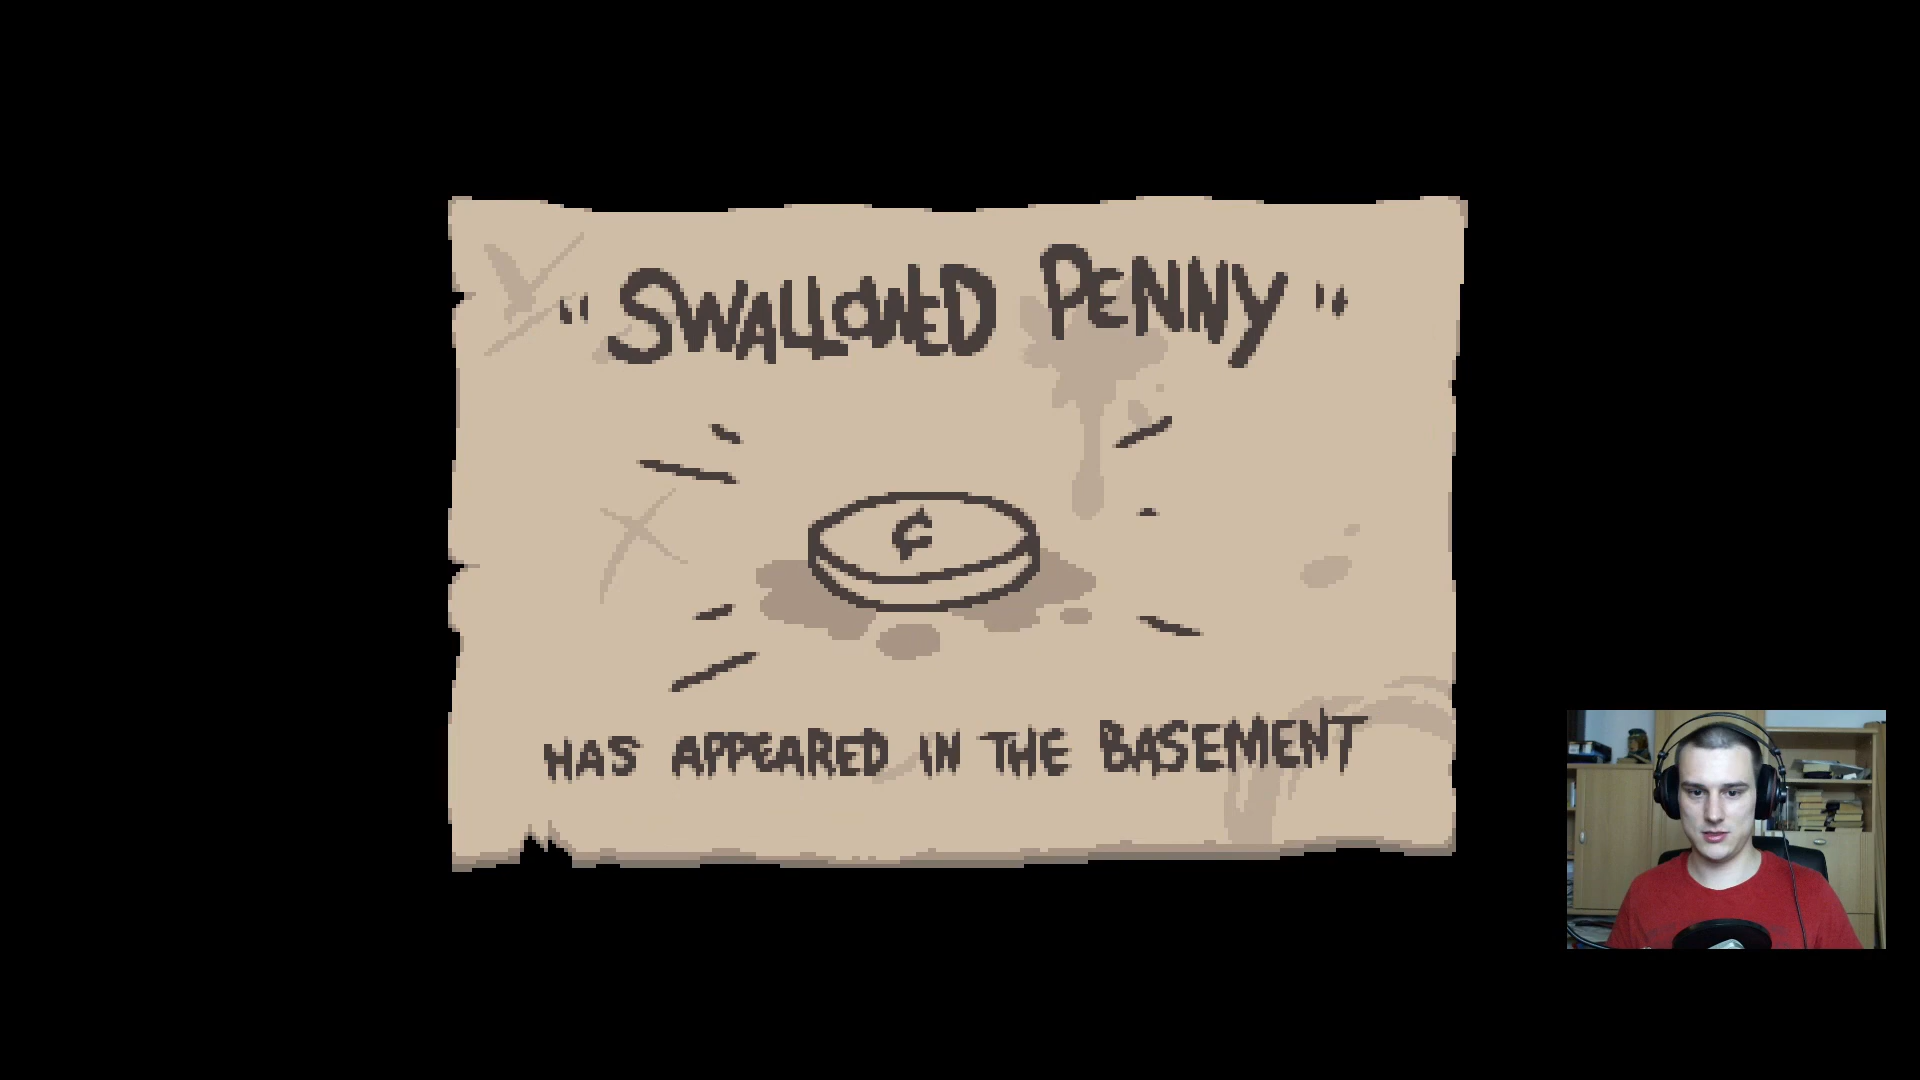 "SWALLOWED PENNY"
¢
HAS APPEARED IN THE BASEMENT